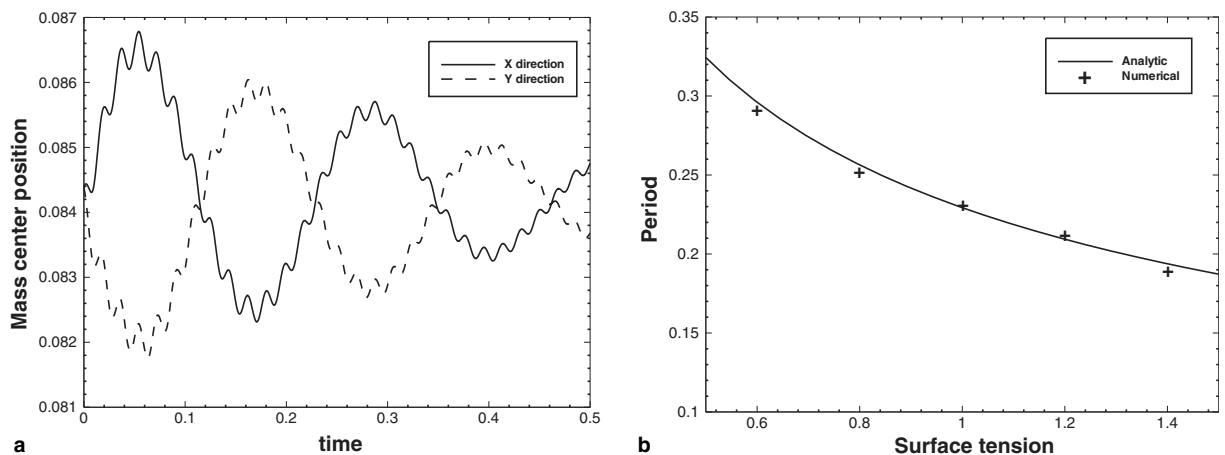 0.087
0.086
0.085
0.084
0.083
0.082
0.081
0
0.1
0.2
0.3
0.4
0.5
Mass center position
time
X direction
Y direction
a
0.35
0.3
0.25
0.2
0.15
0.1
0.6
0.8
1
1.2
1.4
Period
Surface tension
Analytic
Numerical
b